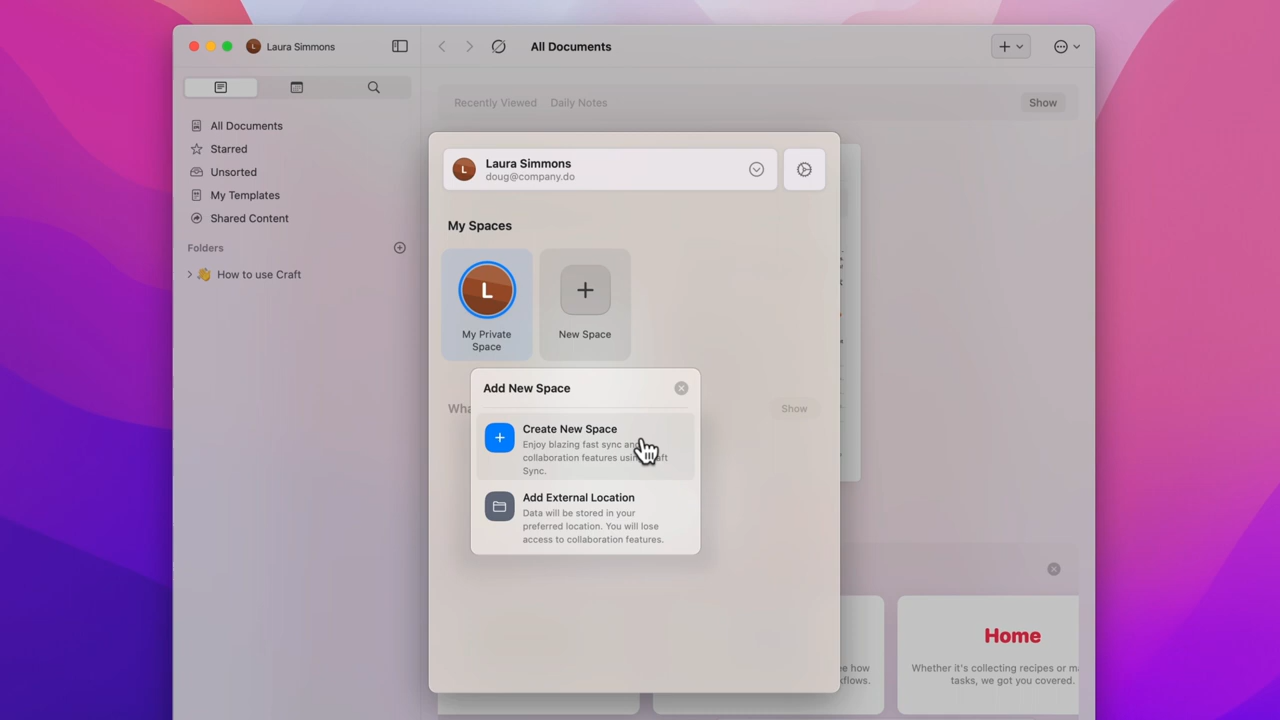 L Laura Simmons
All Documents
Recently Viewed Daily Notes
Show
All Documents
Starred
Unsorted
My Templates
Shared Content
Folders
How to use Craft
L
Laura Simmons
doug@company.do
My Spaces
L
My Private
Space
New Space
Add New Space
Show
Create New Space
Enjoy blazing fast sync
collaboration features
Sync.
Add External Location
Data will be stored in your
preferred location. You will lose
access to collaboration features.
Home
how
Whether it's collecting recipes or
tasks, we got you covered.